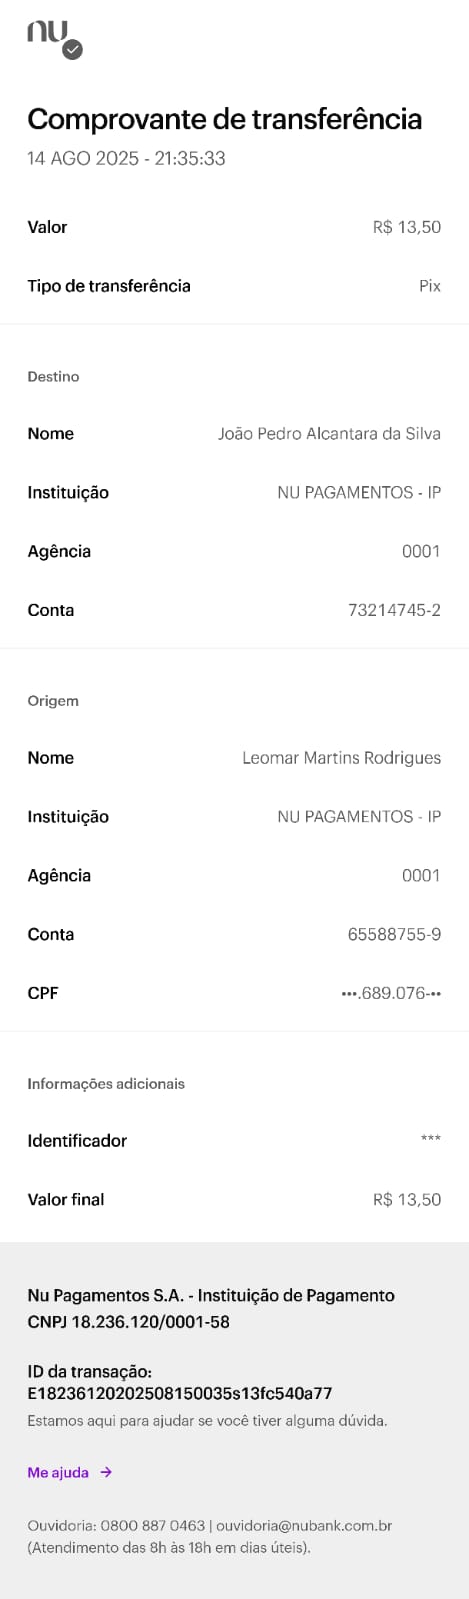 nu
Comprovante de transferência
14 AGO 2025 - 21:35:33
Valor R$ 13,50
Tipo de transferência Pix
Destino
Nome João Pedro Alcantara da Silva
Instituição NU PAGAMENTOS - IP
Agência 0001
Conta 73214745-2
Origem
Nome Leomar Martins Rodrigues
Instituição NU PAGAMENTOS - IP
Agência 0001
Conta 65588755-9
CPF •••.689.076-••
Informações adicionais
Identificador ***
Valor final R$ 13,50
Nu Pagamentos S.A. - Instituição de Pagamento
CNPJ 18.236.120/0001-58
ID da transação:
E18236120202508150035s13fc540a77
Estamos aqui para ajudar se você tiver alguma dúvida.
Me ajuda →
Ouvidoria: 0800 887 0463 | ouvidoria@nubank.com.br
(Atendimento das 8h às 18h em dias úteis).